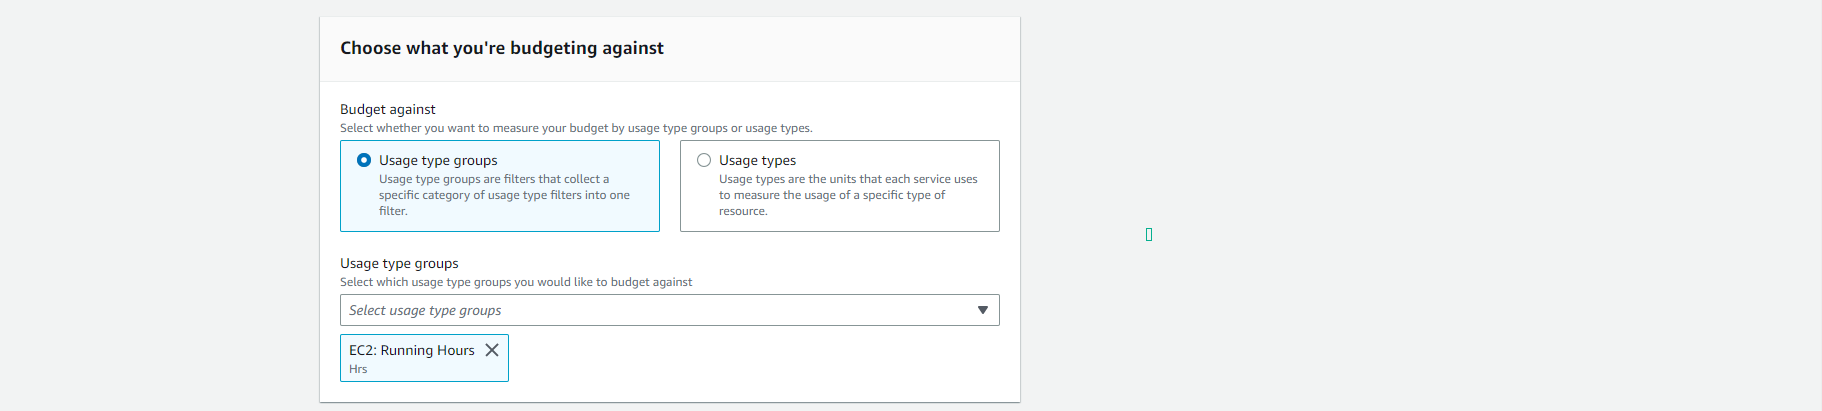 Choose what you're budgeting against
Budget against
Select whether you want to measure your budget by usage type groups or usage types.
Usage type groups
Usage type groups are filters that collect a
specific category of usage type filters into one
filter.
Usage types
Usage types are the units that each service uses
to measure the usage of a specific type of
resource.
Usage type groups
Select which usage type groups you would like to budget against
Select usage type groups
EC2: Running Hours
Hrs